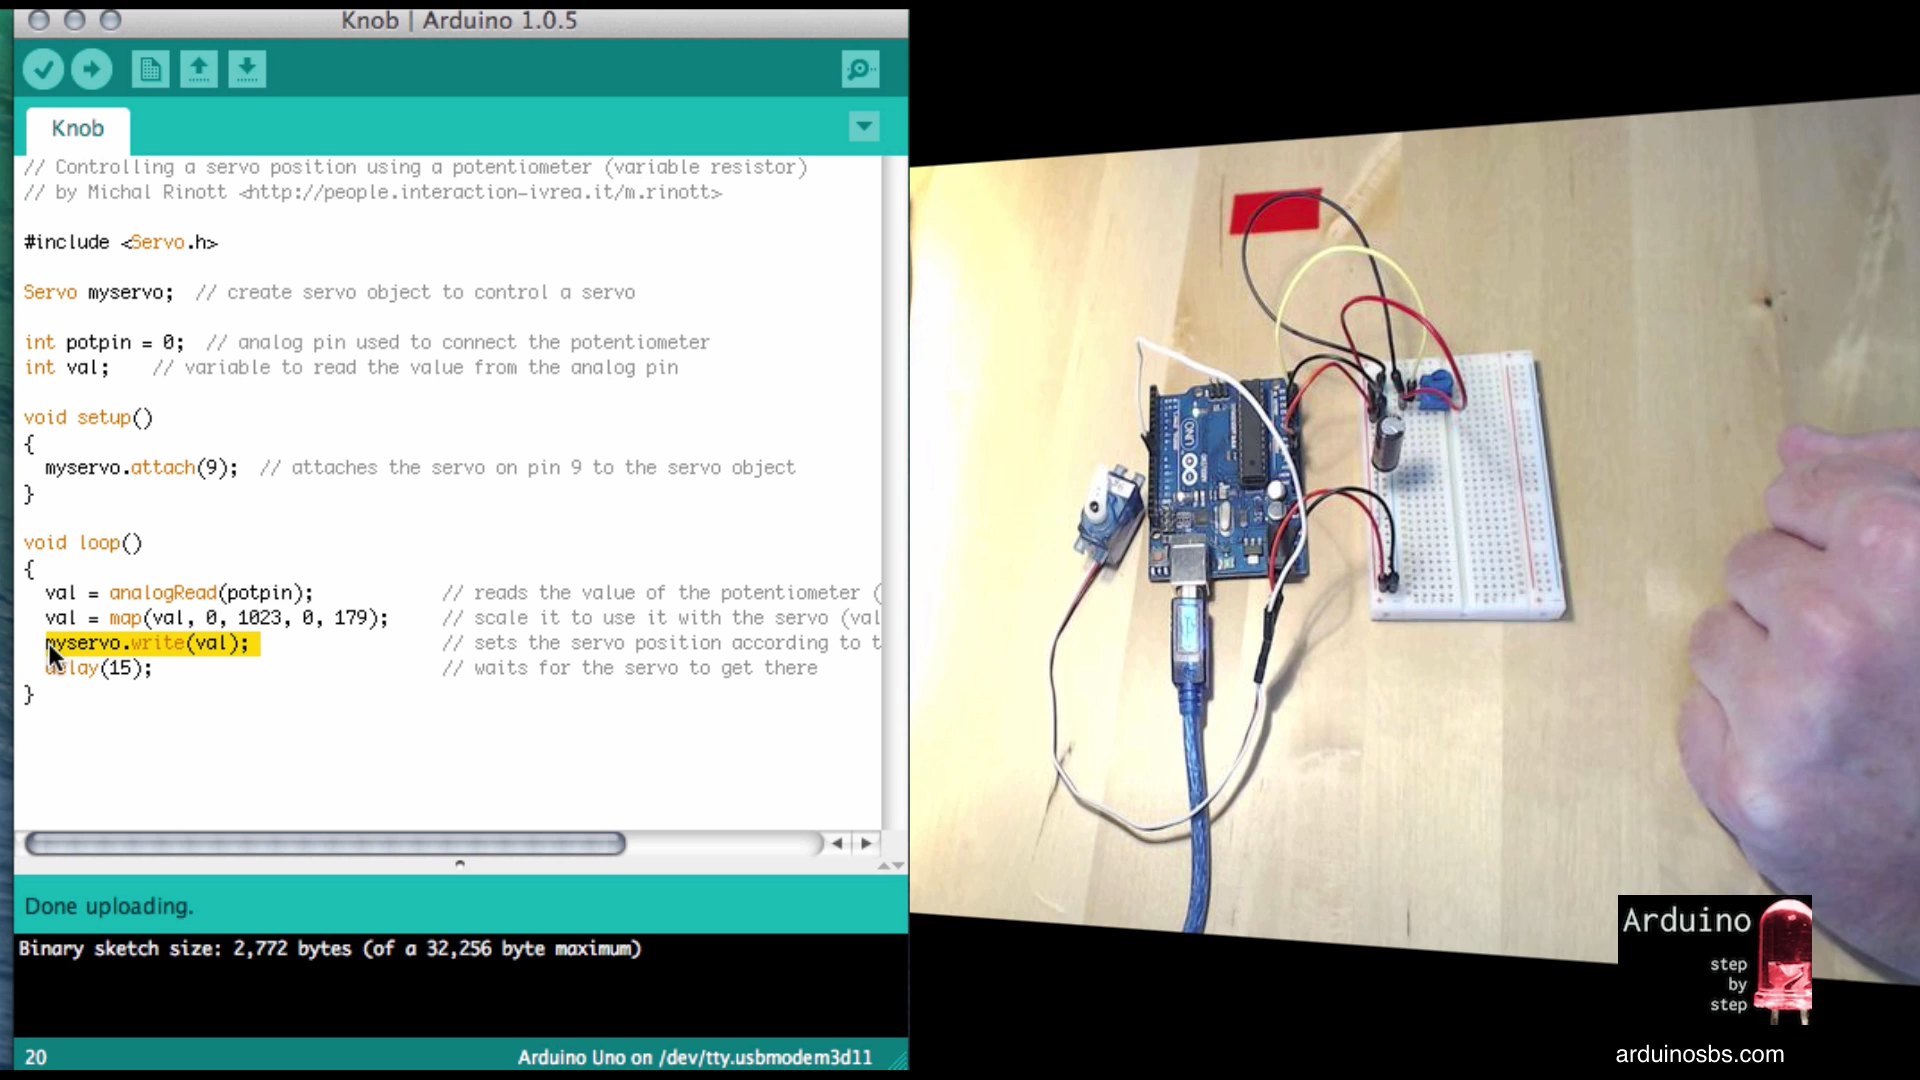 Knob | Arduino 1.0.5
Knob
// Controlling a servo position using a potentiometer (variable resistor)
// by Michal Rinott <http://people.interaction-ivrea.it/m.rinott>
#include <Servo.h>
Servo myservo;  // create servo object to control a servo
int potpin = 0;  // analog pin used to connect the potentiometer
int val;    // variable to read the value from the analog pin
void setup()
{
  myservo.attach(9);  // attaches the servo on pin 9 to the servo object
}
void loop()
{
  val = analogRead(potpin);            // reads the value of the potentiometer (
  val = map(val, 0, 1023, 0, 179);     // scale it to use it with the servo (val
  myservo.write(val);                  // sets the servo position according to t
  delay(15);                           // waits for the servo to get there
}
Done uploading.
Binary sketch size: 2,772 bytes (of a 32,256 byte maximum)
20
Arduino Uno on /dev/tty.usbmodem3d11
UNO
Arduino
step
by
step
arduinosbs.com